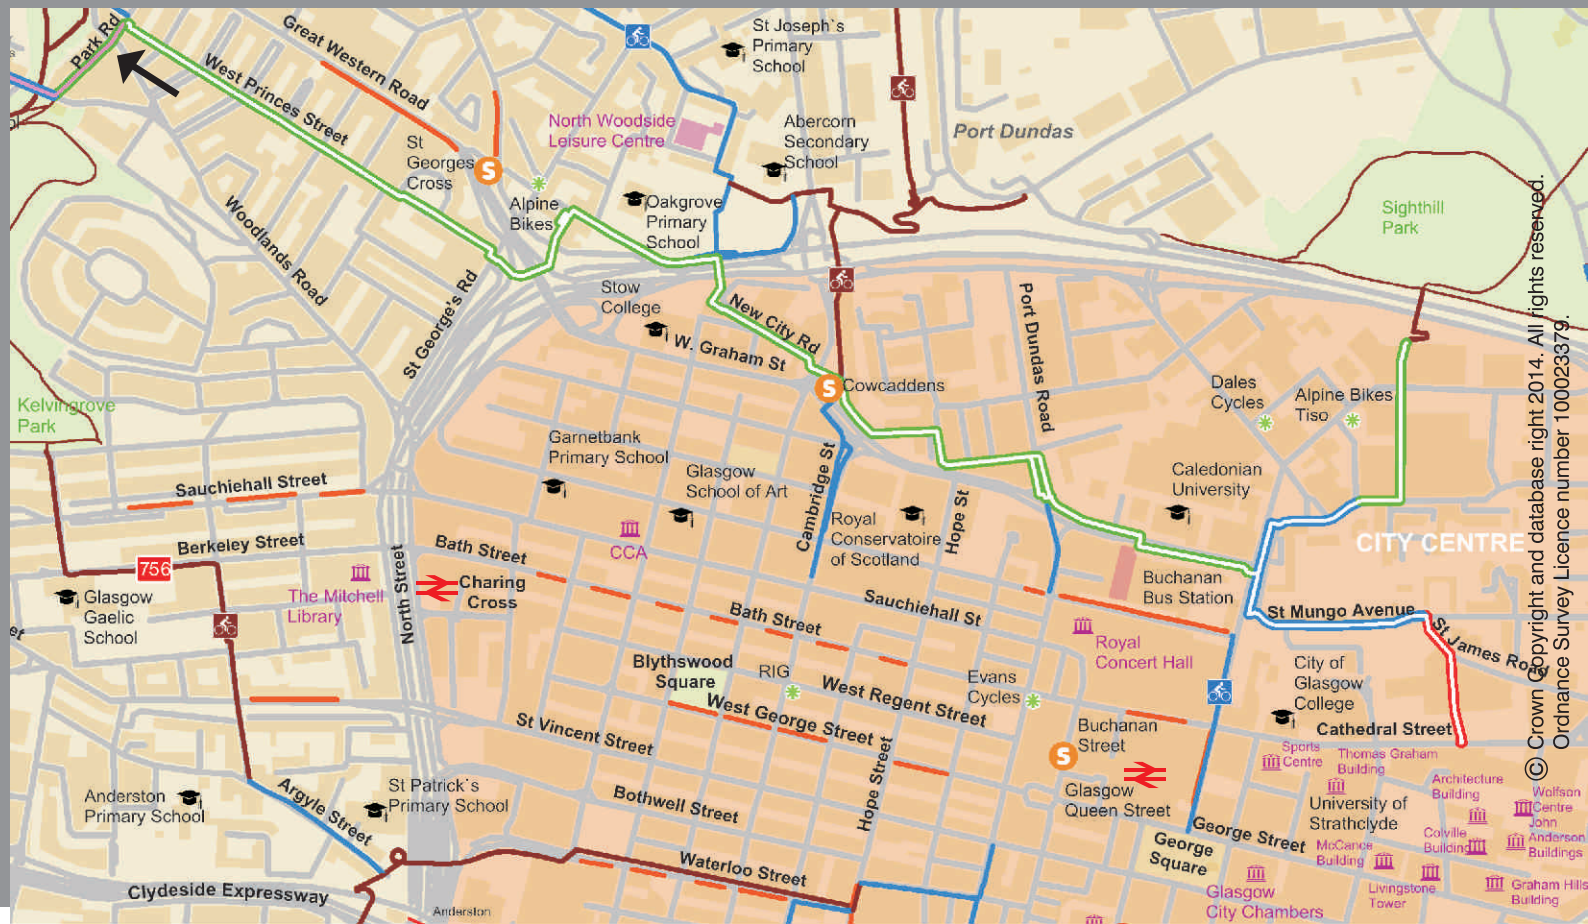 Park Rd
Great Western Road
West Princes Street
St Joseph`s
Primary
School
North Woodside
Leisure Centre
Abercorn
Secondary
School
Port Dundas
St
Georges
Cross
S
Alpine
Bikes
Oakgrove
Primary
School
Sighthill
Park
Woodlands Road
St George's Rd
Stow
College
New City Rd
W. Graham St
Port Dundas Road
S
Cowcaddens
Dales
Cycles
Alpine Bikes
Tiso
Kelvingrove
Park
Garnetbank
Primary School
Glasgow
School of Art
Cambridge St
Caledonian
University
Sauchiehall Street
Royal
Conservatoire
of Scotland
Hope St
CCA
CITY CENTRE
Berkeley Street
Bath Street
756
Charing
Cross
North Street
The Mitchell
Library
Glasgow
Gaelic
School
Buchanan
Bus Station
Sauchiehall St
Bath Street
St Mungo Avenue
St James Road
Royal
Concert Hall
Blythswood
Square
RIG
Evans
Cycles
City of
Glasgow
College
West Regent Street
West George Street
St Vincent Street
Buchanan
Street
S
Cathedral Street
Sports
Centre
Thomas Graham
Building
Architecture
Building
Wolfson
Centre
John
Anderson
Buildings
Glasgow
Queen Street
University of
Strathclyde
Hope Street
Anderston
Primary School
Argyle Street
St Patrick`s
Primary School
Bothwell Street
George Street
George
Square
McCance
Building
Colville
Building
Livingstone
Tower
Graham Hills
Building
Waterloo Street
Clydeside Expressway
Anderston
Glasgow
City Chambers
© Crown Copyright and database right 2014. All rights reserved.
Ordnance Survey Licence number 100023379.